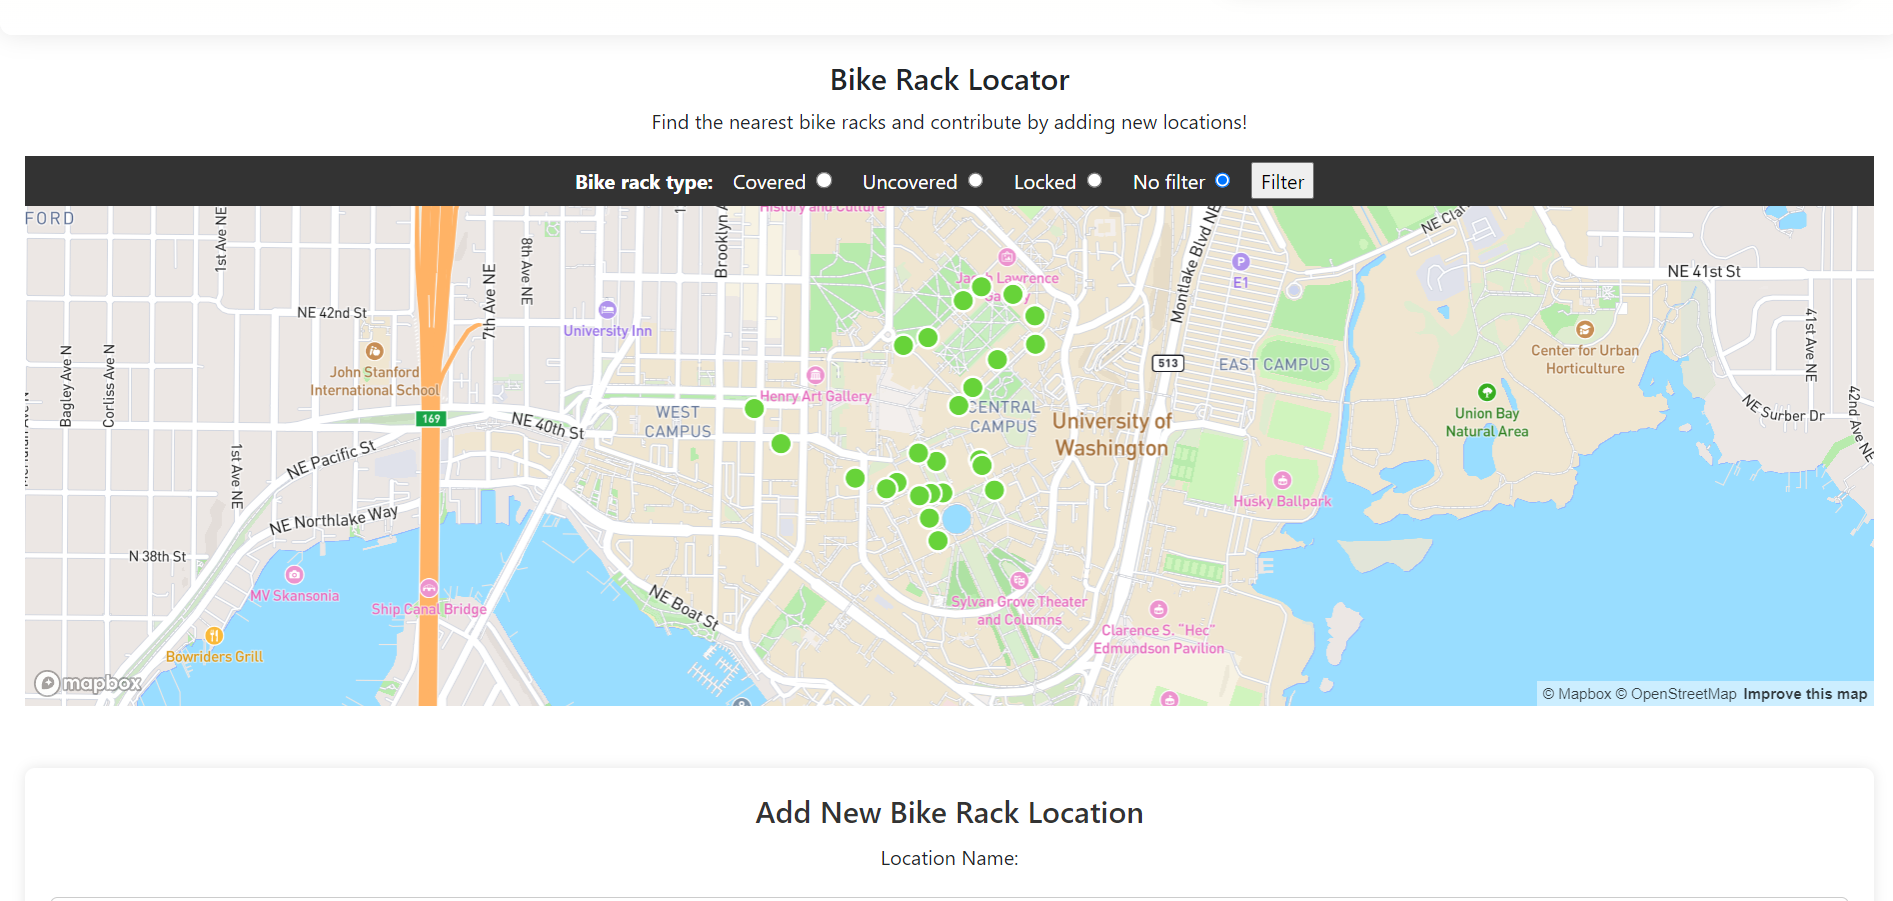 Bike Rack Locator
Find the nearest bike racks and contribute by adding new locations!
Bike rack type: Covered Uncovered Locked No filter Filter
FORD
1st Ave NE
8th Ave NE
7th Ave NE
History and Culture
Montlake Blvd NE
P
E1
NE 41st St
41st Ave NE
42nd Ave NE
NE 42nd St
University Inn
Bagley Ave N
Corliss Ave N
John Stanford
International School
169
NE 40th St
WEST
CAMPUS
Henry Art Gallery
CENTRAL
CAMPUS
University of
Washington
513
EAST CAMPUS
Center for Urban
Horticulture
Union Bay
Natural Area
NE Surber Dr
NE Pacific St
1st Ave NE
Husky Ballpark
NE Northlake Way
N 38th St
MV Skansonia
Ship Canal Bridge
NE Boat St
Sylvan Grove Theater
and Columns
Clarence S. "Hec"
Edmundson Pavilion
Bowriders Grill
mapbox
© Mapbox © OpenStreetMap Improve this map
Add New Bike Rack Location
Location Name: